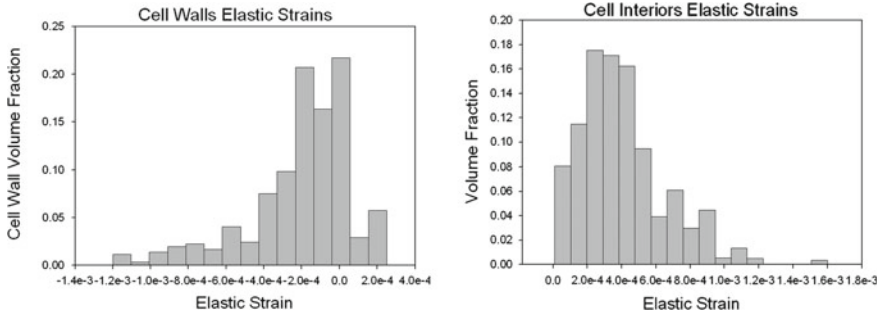 Cell Walls Elastic Strains
Cell Wall Volume Fraction
0.25
0.20
0.15
0.10
0.05
0.00
-1.4e-3 -1.2e-3 -1.0e-3 -8.0e-4 -6.0e-4 -4.0e-4 -2.0e-4 0.0 2.0e-4 4.0e-4
Elastic Strain
Cell Interiors Elastic Strains
Volume Fraction
0.20
0.18
0.16
0.14
0.12
0.10
0.08
0.06
0.04
0.02
0.00
0.0 2.0e-4 4.0e-4 6.0e-4 8.0e-4 1.0e-3 1.2e-3 1.4e-3 1.6e-3 1.8e-3
Elastic Strain